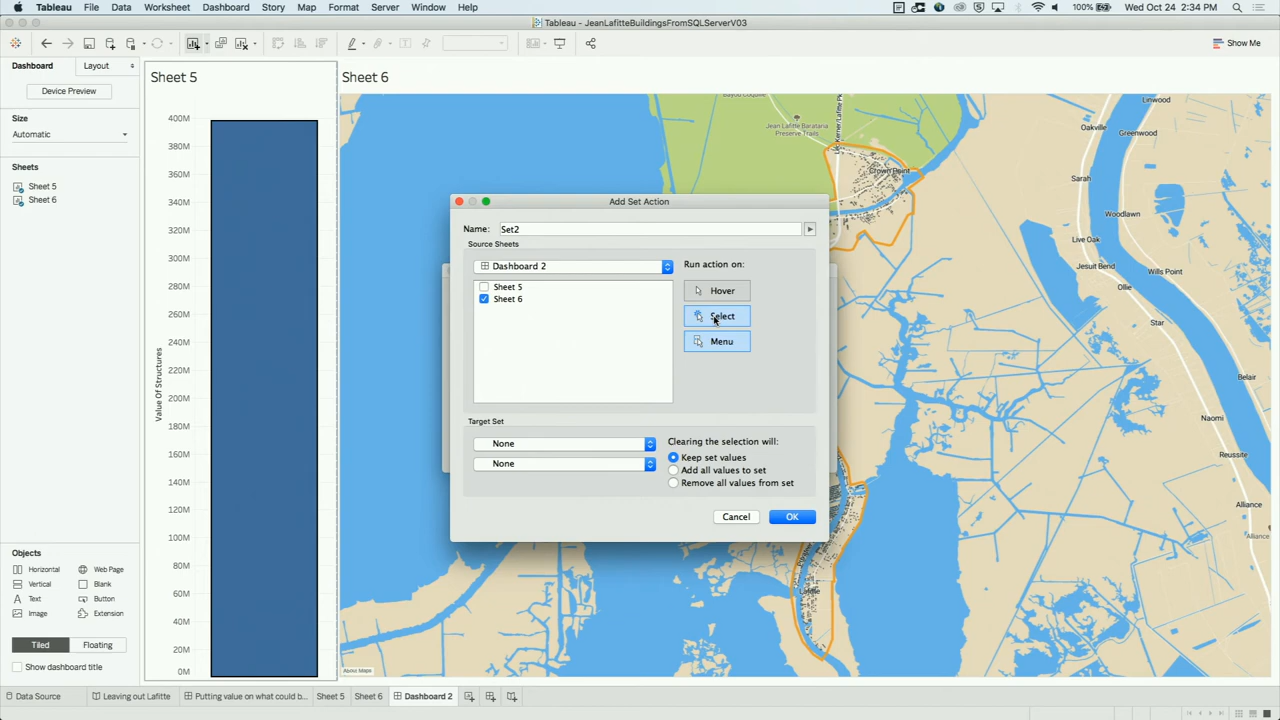 Tableau File Data Worksheet Dashboard Story Map Format Server Window Help 100% Wed Oct 24 2:34 PM
Tableau - JeanLafitteBuildingsFromSQLServerV03
Show Me
Dashboard Layout
Device Preview
Size
Automatic
Sheets
Sheet 5
Sheet 6
Objects
Horizontal Web Page
Vertical Blank
Text Button
Image Extension
Tiled Floating
Show dashboard title
Sheet 5
400M
380M
360M
340M
320M
300M
280M
260M
240M
220M
200M
180M
160M
140M
120M
100M
80M
60M
40M
20M
0M
Value Of Structures
Sheet 6
Jean Lafitte Barataria
Preserve Trails
Crown Point
Linwood
Oakville
Greenwood
Sarah
Woodlawn
Live Oak
Jesuit Bend
Wills Point
Ollie
Star
Belair
Naomi
Reussite
Alliance
Alliance
Lafitte
About Maps
Add Set Action
Name: Set2
Source Sheets
Dashboard 2
Sheet 5
Sheet 6
Run action on:
Hover
Select
Menu
Target Set
None
None
Clearing the selection will:
Keep set values
Add all values to set
Remove all values from set
Cancel OK
Data Source Leaving out Lafitte Putting value on what could b... Sheet 5 Sheet 6 Dashboard 2